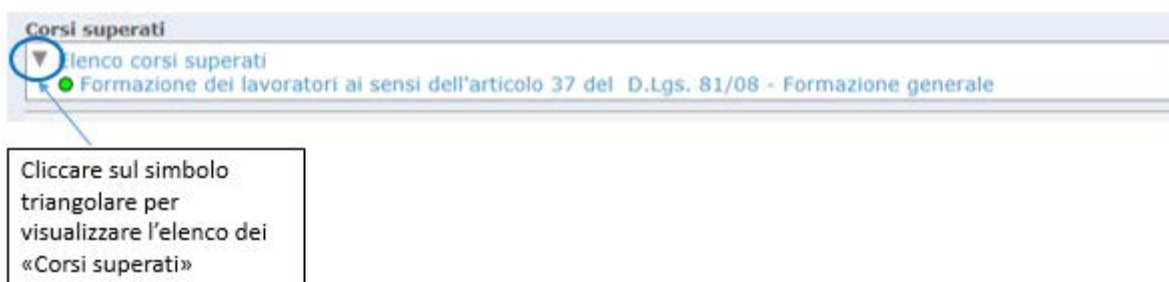 Corsi superati
Elenco corsi superati
Formazione dei lavoratori ai sensi dell'articolo 37 del D.Lgs. 81/08 - Formazione generale
Cliccare sul simbolo
triangolare per
visualizzare l'elenco dei
«Corsi superati»